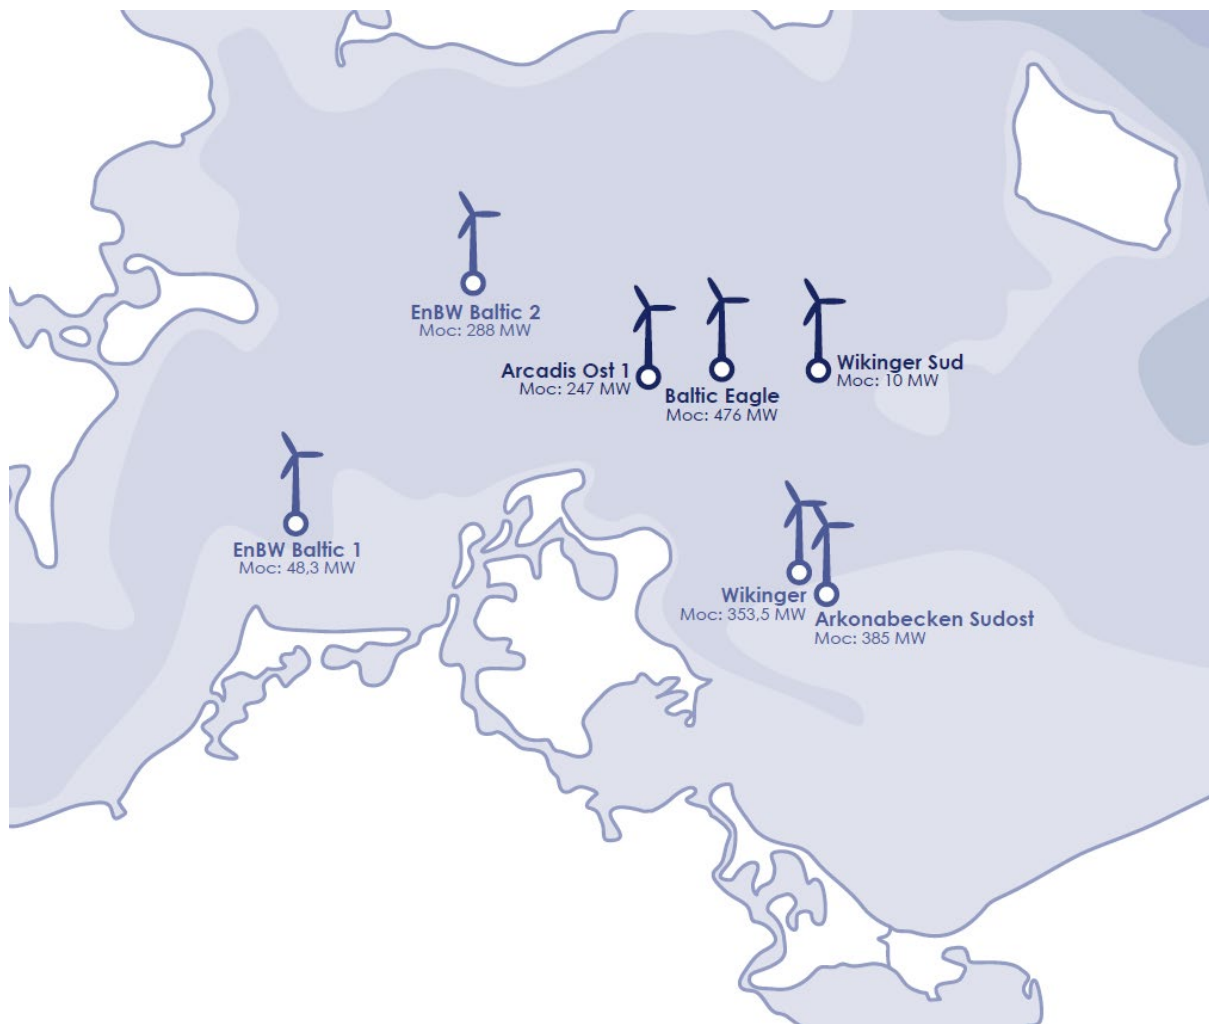 EnBW Baltic 2
Moc: 288 MW
Arcadis Ost 1
Moc: 247 MW
Baltic Eagle
Moc: 476 MW
Wikinger Sud
Moc: 10 MW
EnBW Baltic 1
Moc: 48,3 MW
Wikinger
Moc: 353,5 MW
Arkonabecken Sudost
Moc: 385 MW